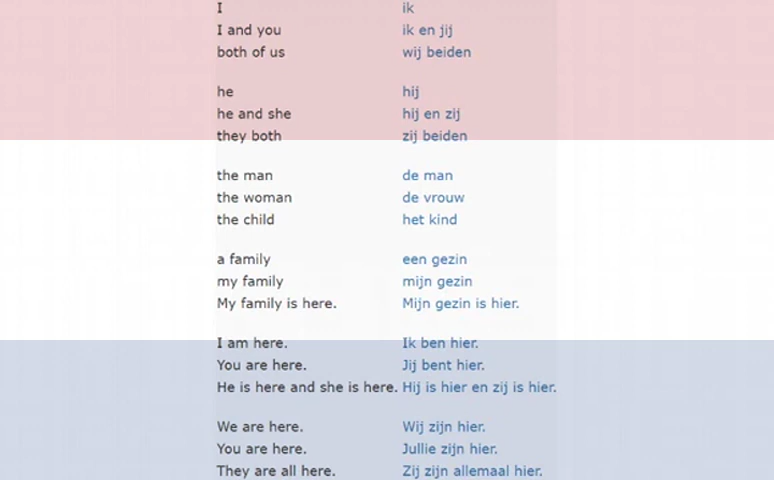 I ik
I and you ik en jij
both of us wij beiden
he hij
he and she hij en zij
they both zij beiden
the man de man
the woman de vrouw
the child het kind
a family een gezin
my family mijn gezin
My family is here. Mijn gezin is hier.
I am here. Ik ben hier.
You are here. Jij bent hier.
He is here and she is here. Hij is hier en zij is hier.
We are here. Wij zijn hier.
You are here. Jullie zijn hier.
They are all here. Zij zijn allemaal hier.